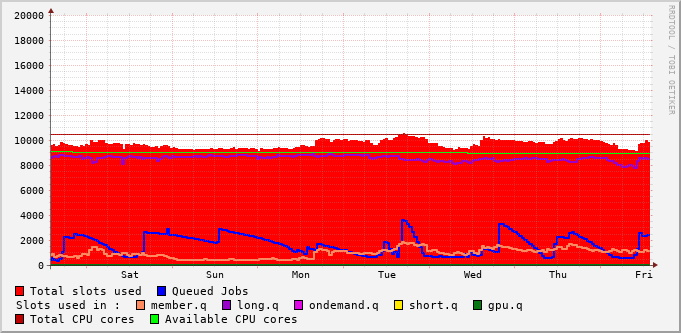 RRDTOOL / TOBI OETIKER
20000
18000
16000
14000
12000
10000
8000
6000
4000
2000
0
Sat Sun Mon Tue Wed Thu Fri
Total slots used Queued Jobs
Slots used in : member.q long.q ondemand.q short.q gpu.q
Total CPU cores Available CPU cores